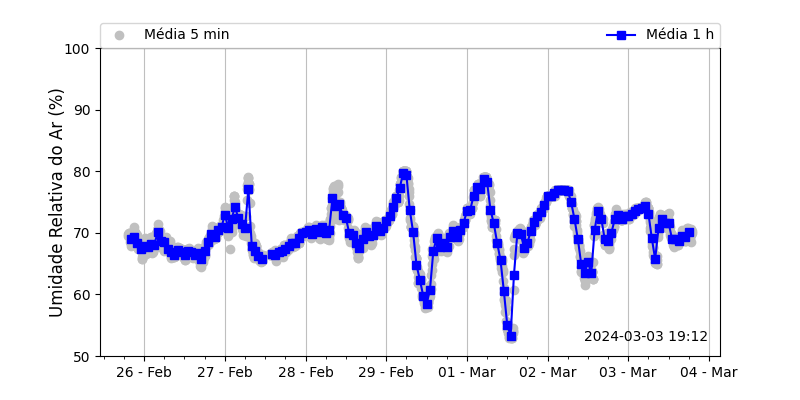 Média 5 min
Média 1 h
100
90
80
70
60
50
Umidade Relativa do Ar (%)
2024-03-03 19:12
26 - Feb
27 - Feb
28 - Feb
29 - Feb
01 - Mar
02 - Mar
03 - Mar
04 - Mar